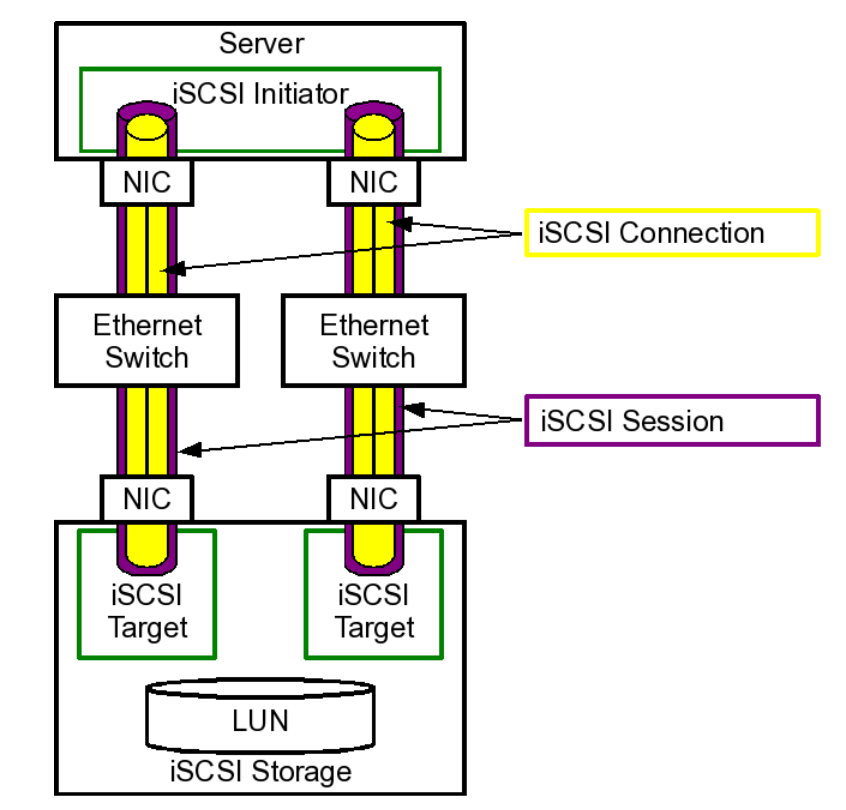 Server
iSCSI Initiator
NIC
NIC
iSCSI Connection
Ethernet
Switch
Ethernet
Switch
iSCSI Session
NIC
NIC
iSCSI
Target
iSCSI
Target
LUN
iSCSI Storage